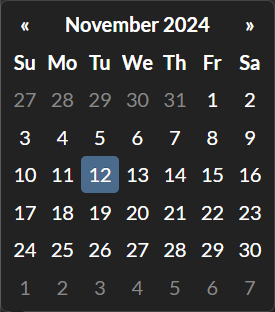 « November 2024 »
Su Mo Tu We Th Fr Sa
27 28 29 30 31 1 2
3 4 5 6 7 8 9
10 11 12 13 14 15 16
17 18 19 20 21 22 23
24 25 26 27 28 29 30
1 2 3 4 5 6 7